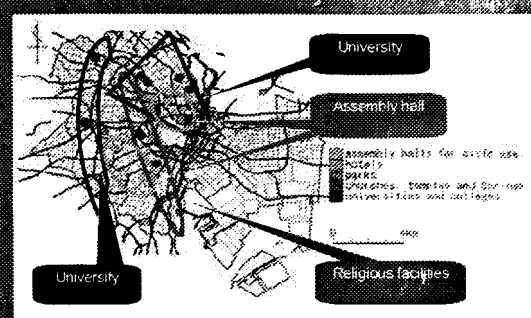 University
Assembly hall
assembly halls for civic use
hotels
parks
churches, temples and
universities and colleges
0
University
Religious facilities